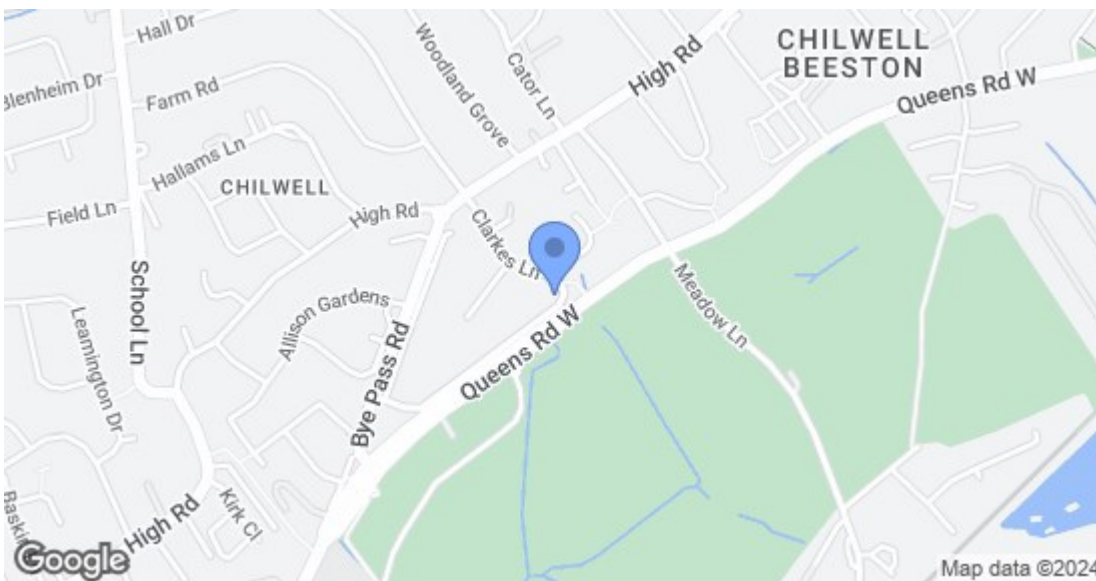 Hall Dr
Blenheim Dr
Farm Rd
Woodland Grove
Cator Ln
High Rd
CHILWELL
BEESTON
Queens Rd W
Hallams Ln
CHILWELL
Field Ln
High Rd
Clarkes Ln
School Ln
Allison Gardens
Meadow Ln
Leamington Dr
Bye Pass Rd
Queens Rd W
High Rd
Kirk Cl
Google
Map data ©2024